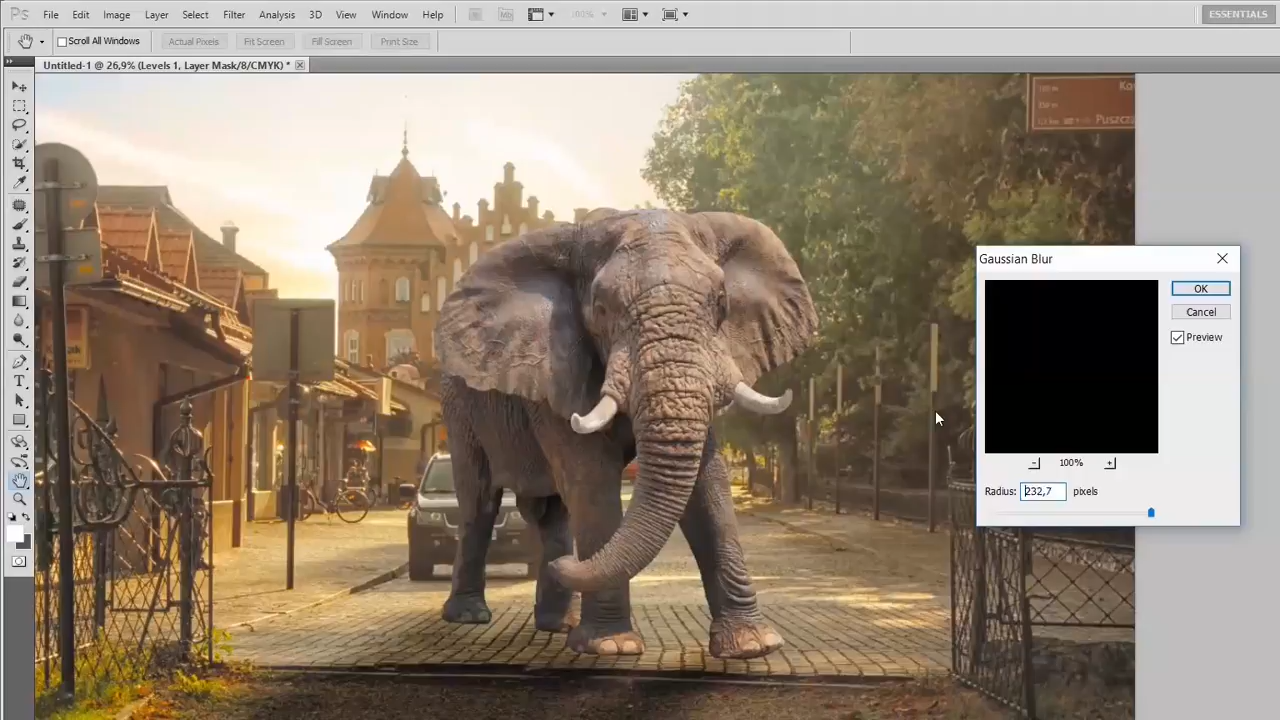 Ps File Edit Image Layer Select Filter Analysis 3D View Window Help Mb 100% ESSENTIALS
Scroll All Windows Actual Pixels Fit Screen Fill Screen Print Size
Untitled-1 @ 26,9% (Levels 1, Layer Mask/8/CMYK) *
Puszcza
Gaussian Blur
OK
Cancel
Preview
100%
Radius: 232,7 pixels